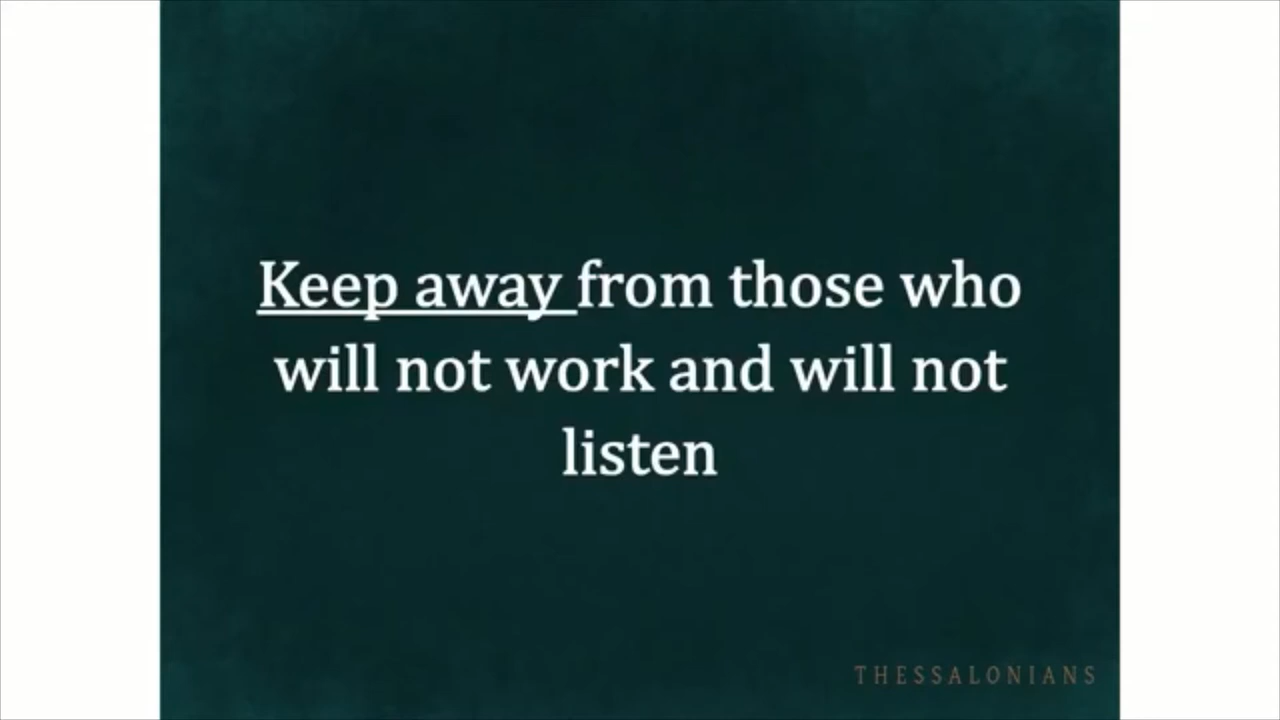 Keep away from those who
will not work and will not
listen
THESSALONIANS